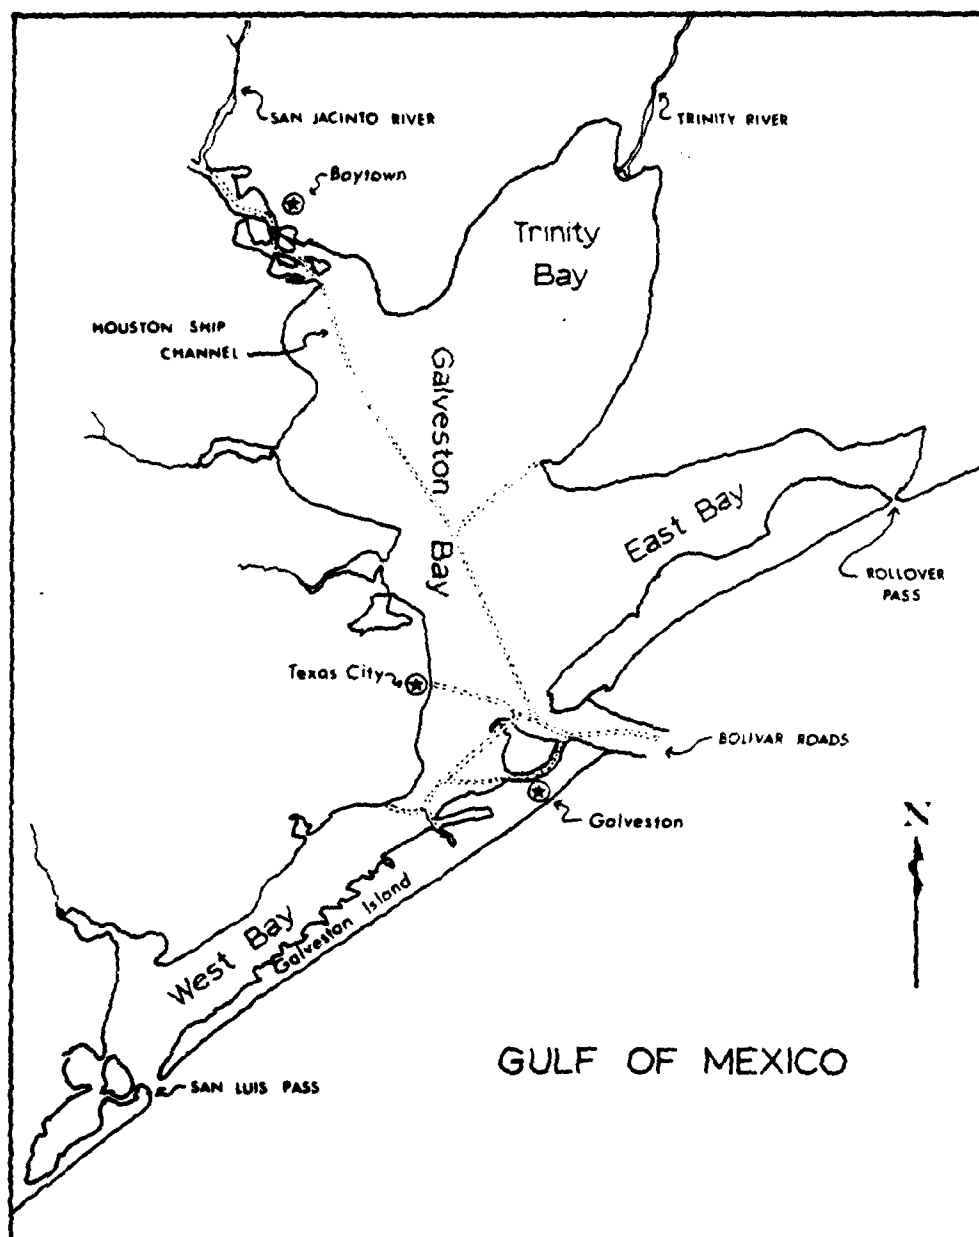 SAN JACINTO RIVER
TRINITY RIVER
Baytown
Trinity
Bay
HOUSTON SHIP
CHANNEL
Galveston Bay
East Bay
ROLLOVER
PASS
Texas City
BOLIVAR ROADS
Galveston
N
West Bay
Galveston Island
GULF OF MEXICO
SAN LUIS PASS